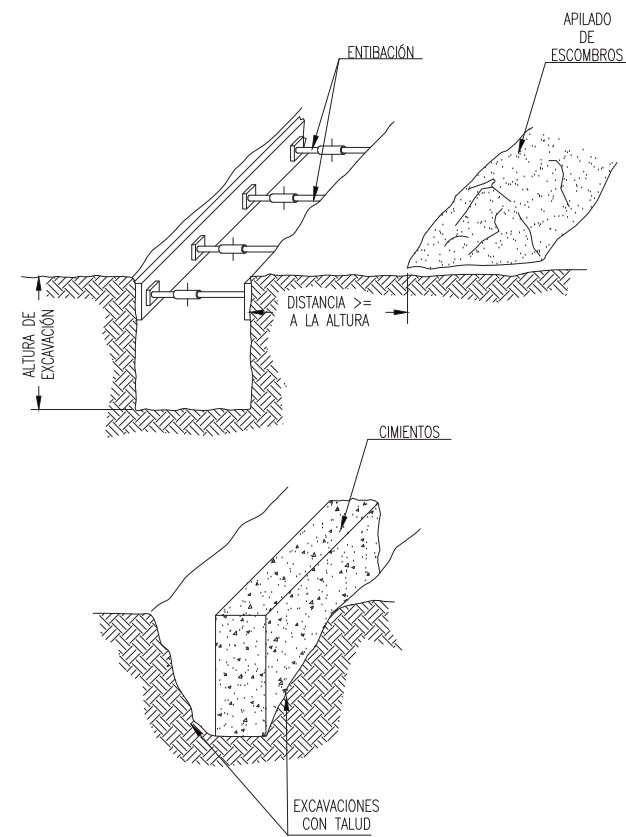 APILADO
DE
ESCOMBROS
ENTIBACIÓN
DISTANCIA >=
A LA ALTURA
ALTURA DE
EXCAVACIÓN
CIMIENTOS
EXCAVACIONES
CON TALUD